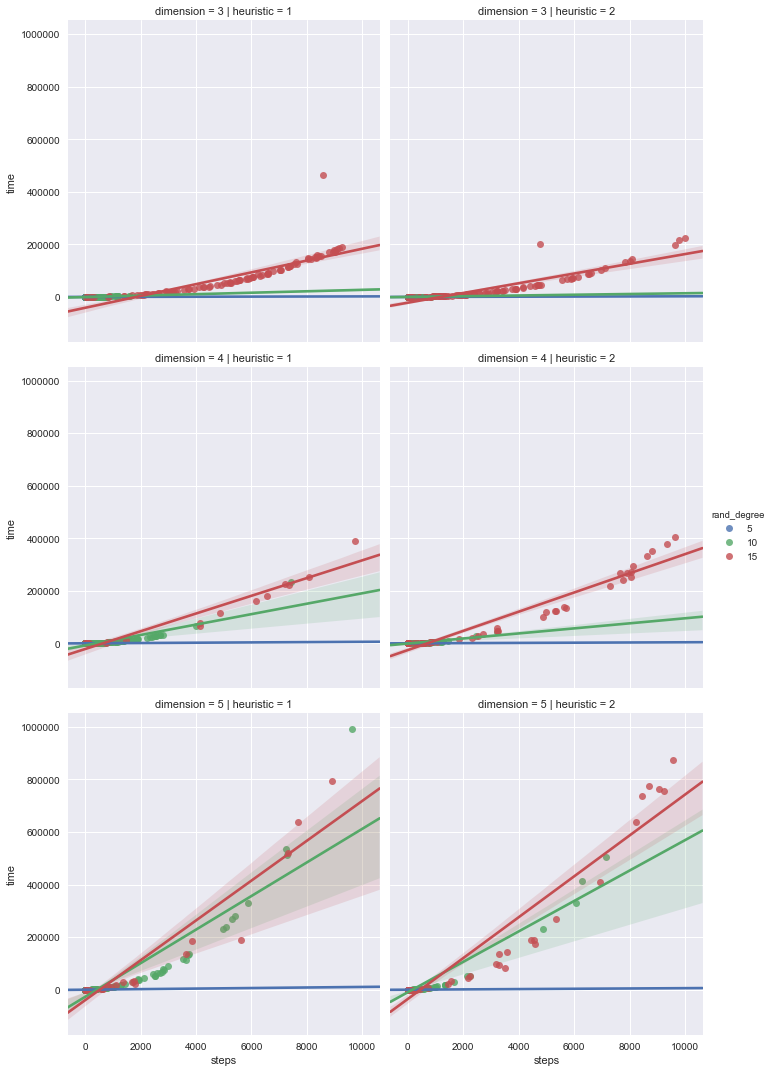 dimension = 3 | heuristic = 1
dimension = 3 | heuristic = 2
1000000
800000
600000
400000
200000
0
time
dimension = 4 | heuristic = 1
dimension = 4 | heuristic = 2
1000000
800000
600000
400000
200000
0
time
rand_degree
5
10
15
dimension = 5 | heuristic = 1
dimension = 5 | heuristic = 2
1000000
800000
600000
400000
200000
0
time
0 2000 4000 6000 8000 10000
0 2000 4000 6000 8000 10000
steps
steps